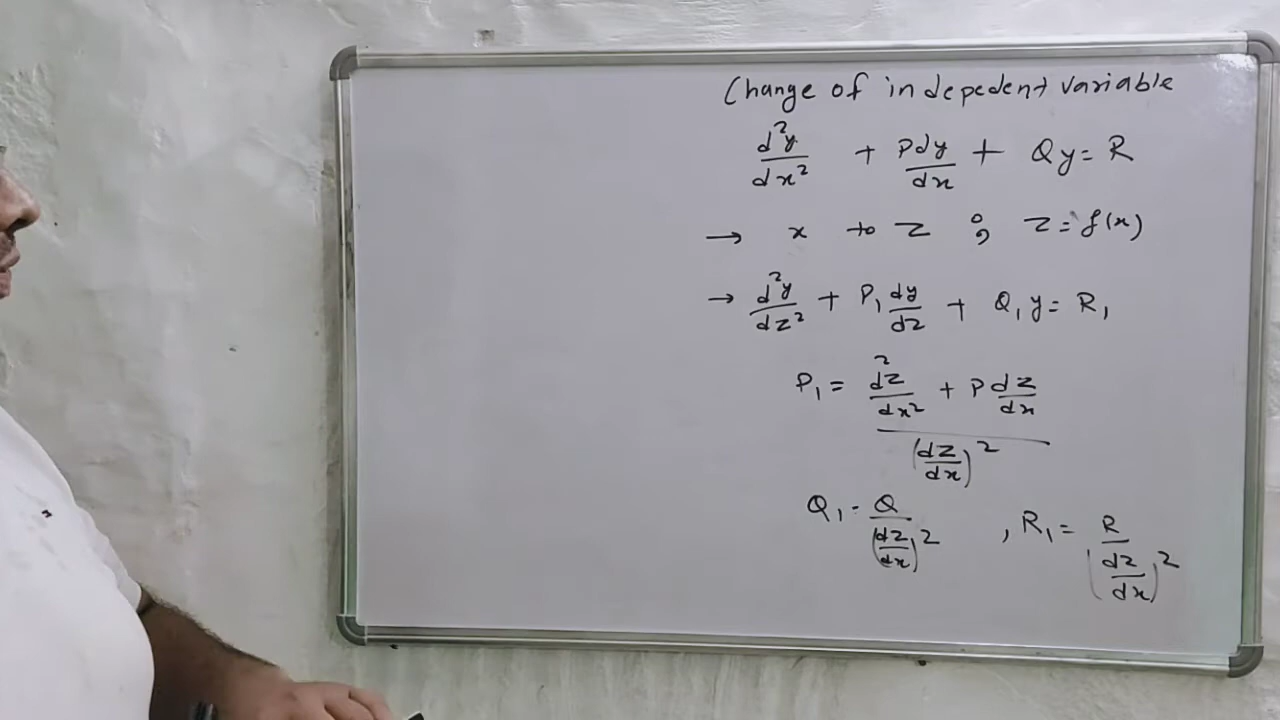 Change of indepedent variable
d²y/dx² + P dy/dx + Qy = R
→ x to z ; z = f(x)
→ d²y/dz² + P₁ dy/dz + Q₁y = R₁
P₁ = (d²z/dx² + P dz/dx)/(dz/dx)²
Q₁ = Q/(dz/dx)² , R₁ = R/(dz/dx)²